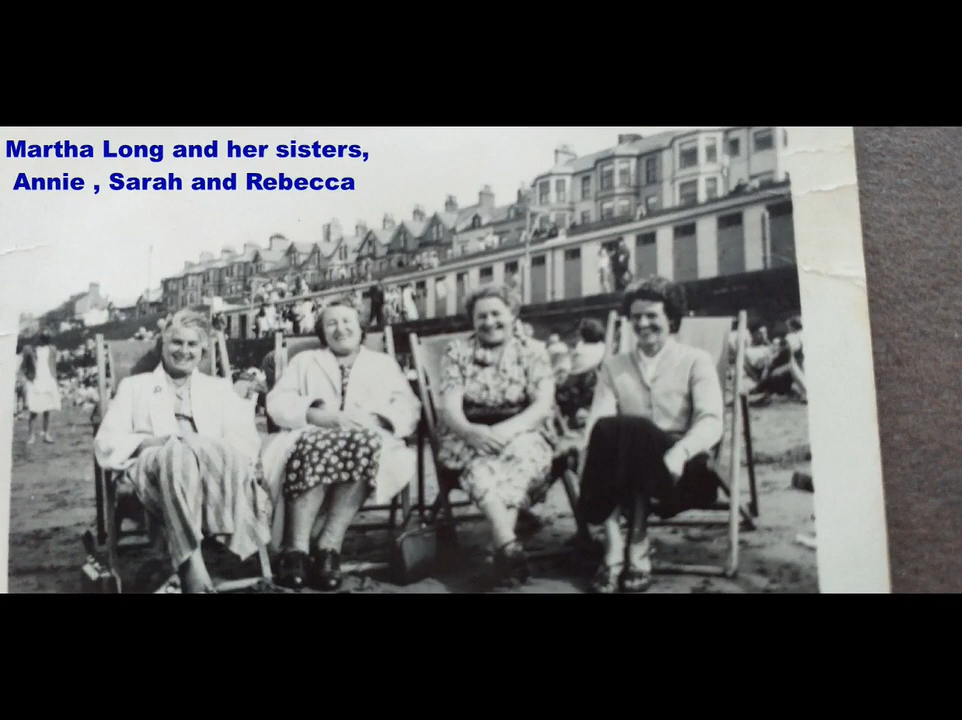 Martha Long and her sisters,
Annie , Sarah and Rebecca